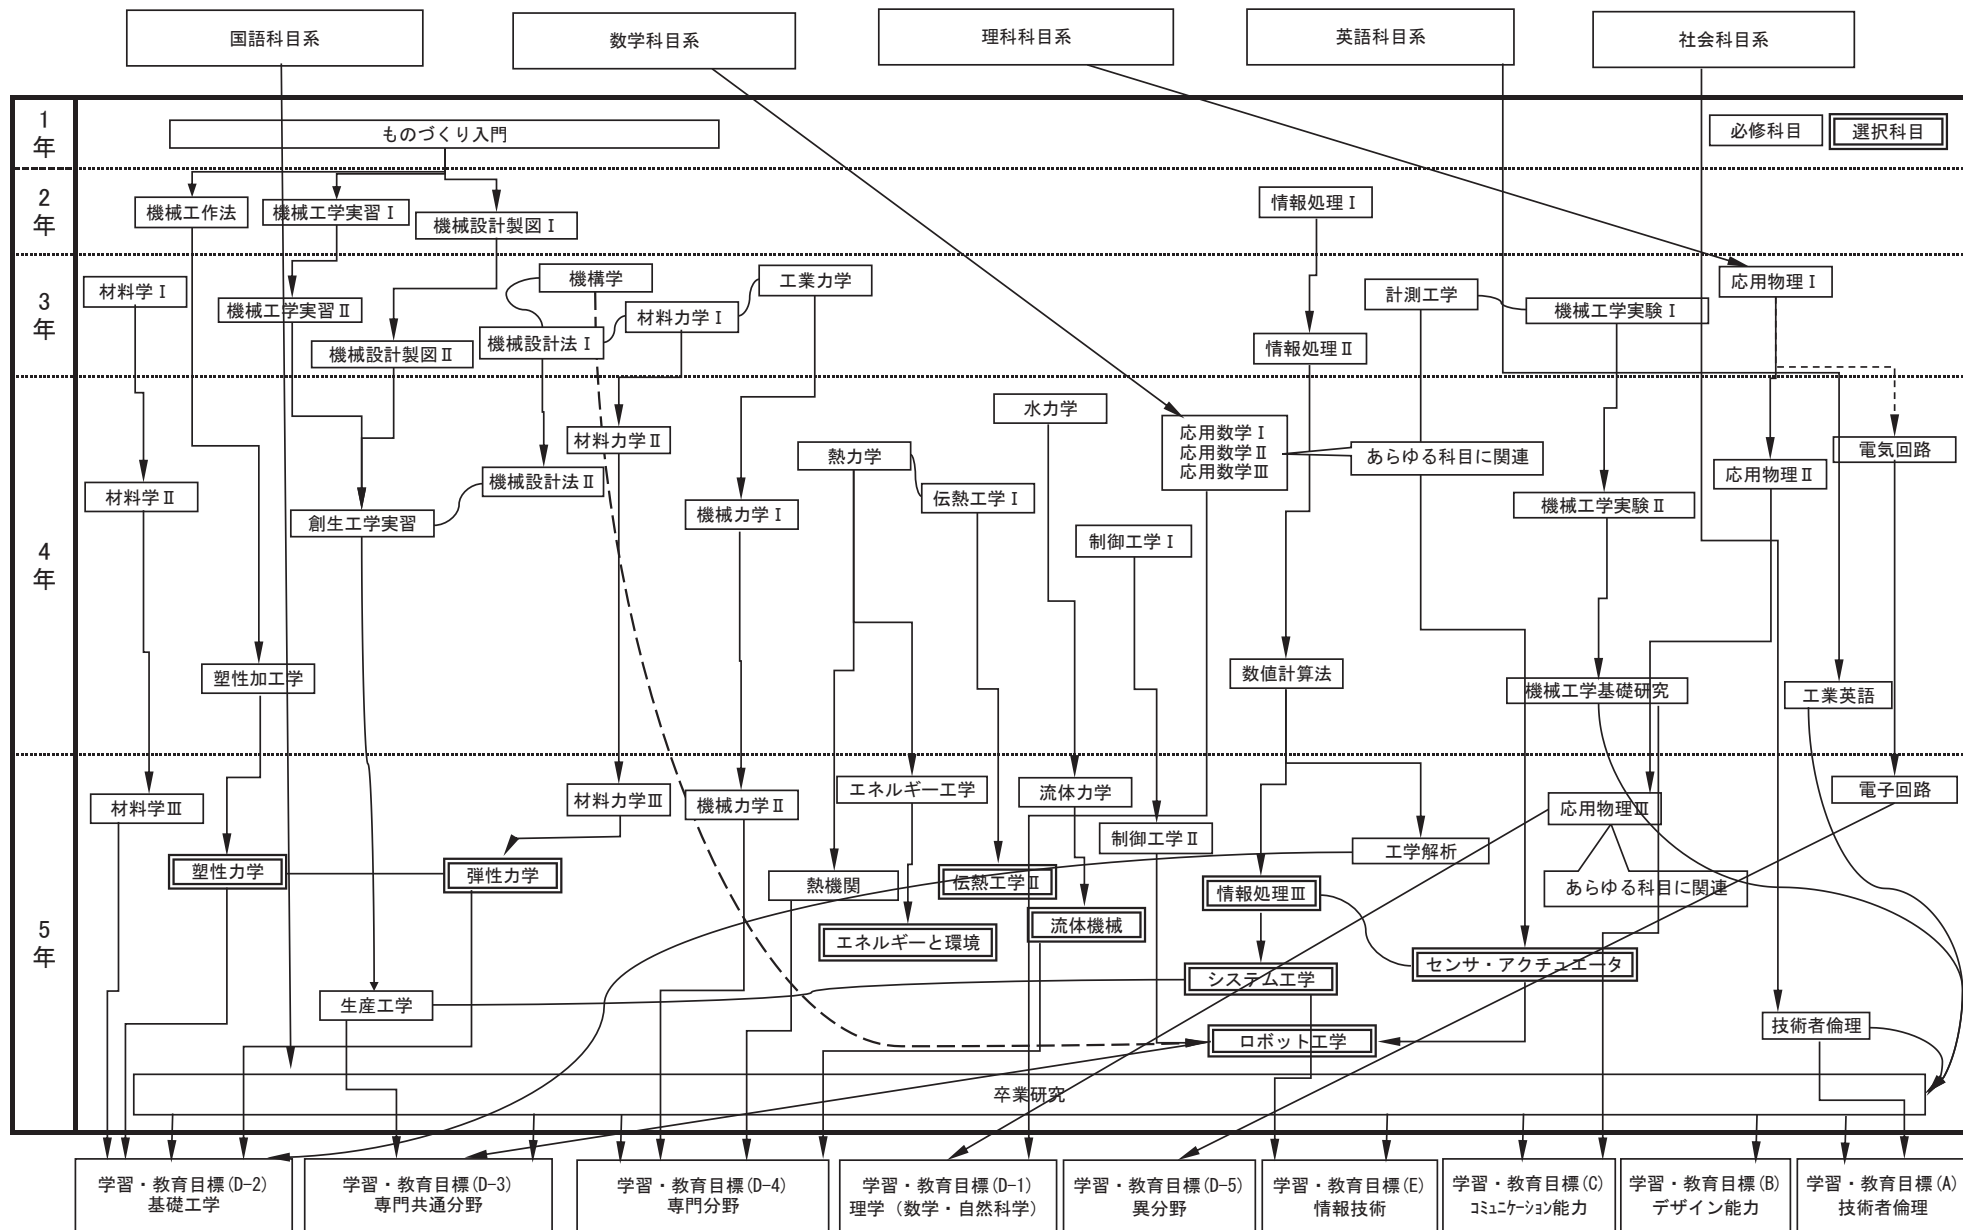 国語科目系
数学科目系
理科科目系
英語科目系
社会科目系
1年
ものづくり入門
必修科目
選択科目
2年
機械工作法
機械工学実習Ⅰ
機械設計製図Ⅰ
情報処理Ⅰ
3年
材料学Ⅰ
機械工学実習Ⅱ
機械設計製図Ⅱ
機構学
機械設計法Ⅰ
材料力学Ⅰ
工業力学
情報処理Ⅱ
計測工学
機械工学実験Ⅰ
応用物理Ⅰ
4年
材料学Ⅱ
創生工学実習
機械設計法Ⅱ
材料力学Ⅱ
機械力学Ⅰ
熱力学
伝熱工学Ⅰ
水力学
制御工学Ⅰ
応用数学Ⅰ
応用数学Ⅱ
応用数学Ⅲ
あらゆる科目に関連
機械工学実験Ⅱ
応用物理Ⅱ
電気回路
塑性加工学
数値計算法
機械工学基礎研究
工業英語
5年
材料学Ⅲ
材料力学Ⅲ
機械力学Ⅱ
エネルギー工学
流体力学
制御工学Ⅱ
応用物理Ⅲ
電子回路
塑性力学
弾性力学
熱機関
伝熱工学Ⅱ
工学解析
情報処理Ⅲ
あらゆる科目に関連
エネルギーと環境
流体機械
システム工学
センサ・アクチュエータ
生産工学
ロボット工学
技術者倫理
卒業研究
学習・教育目標(D-2)
基礎工学
学習・教育目標(D-3)
専門共通分野
学習・教育目標(D-4)
専門分野
学習・教育目標(D-1)
理学（数学・自然科学）
学習・教育目標(D-5)
異分野
学習・教育目標(E)
情報技術
学習・教育目標(C)
ｺﾐｭﾆｹｰｼｮﾝ能力
学習・教育目標(B)
デザイン能力
学習・教育目標(A)
技術者倫理